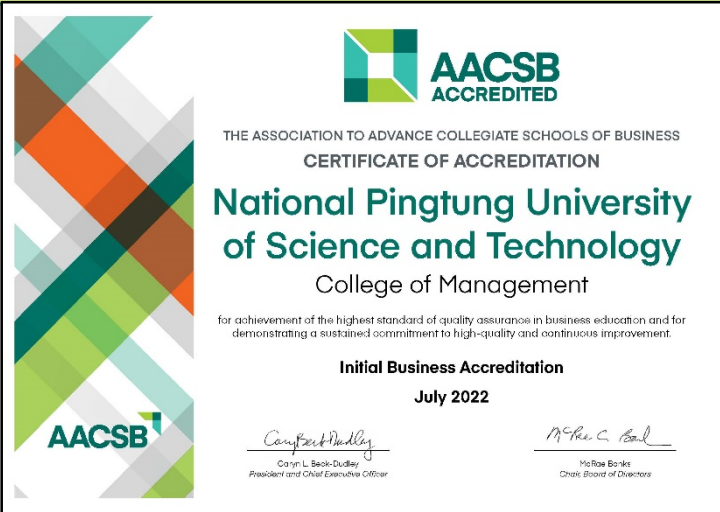 AACSB
ACCREDITED
THE ASSOCIATION TO ADVANCE COLLEGIATE SCHOOLS OF BUSINESS
CERTIFICATE OF ACCREDITATION
National Pingtung University
of Science and Technology
College of Management
for achievement of the highest standard of quality assurance in business education and for
demonstrating a sustained commitment to high-quality and continuous improvement.
Initial Business Accreditation
July 2022
AACSB
Caryn L. Beck-Dudley
President and Chief Executive Officer
McRae Banks
Chair, Board of Directors